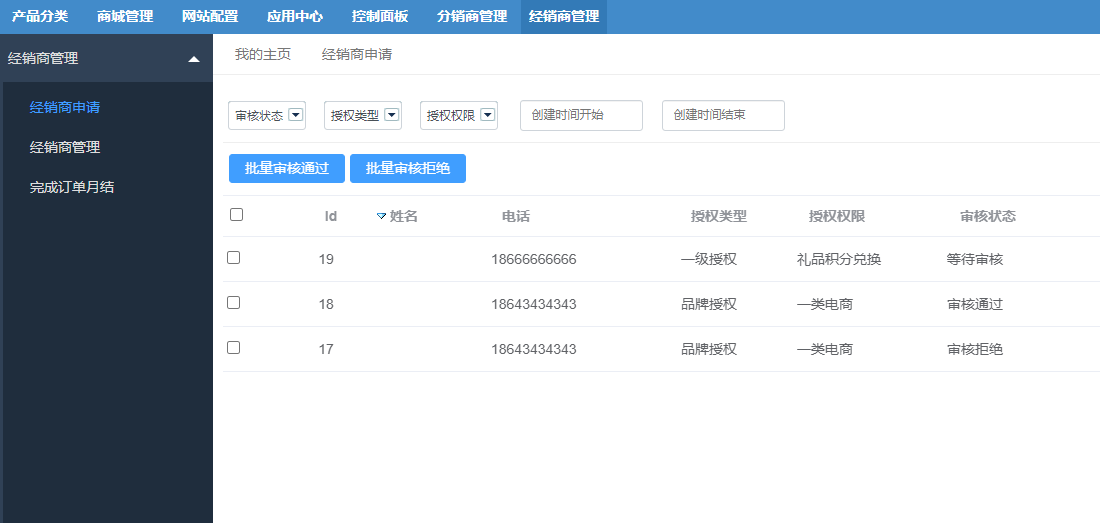 产品分类 商城管理 网站配置 应用中心 控制面板 分销商管理 经销商管理
经销商管理
我的主页 经销商申请
经销商申请
经销商管理
完成订单月结
审核状态 授权类型 授权权限 创建时间开始 创建时间结束
批量审核通过 批量审核拒绝
Id 姓名 电话 授权类型 授权权限 审核状态
19 18666666666 一级授权 礼品积分兑换 等待审核
18 18643434343 品牌授权 一类电商 审核通过
17 18643434343 品牌授权 一类电商 审核拒绝